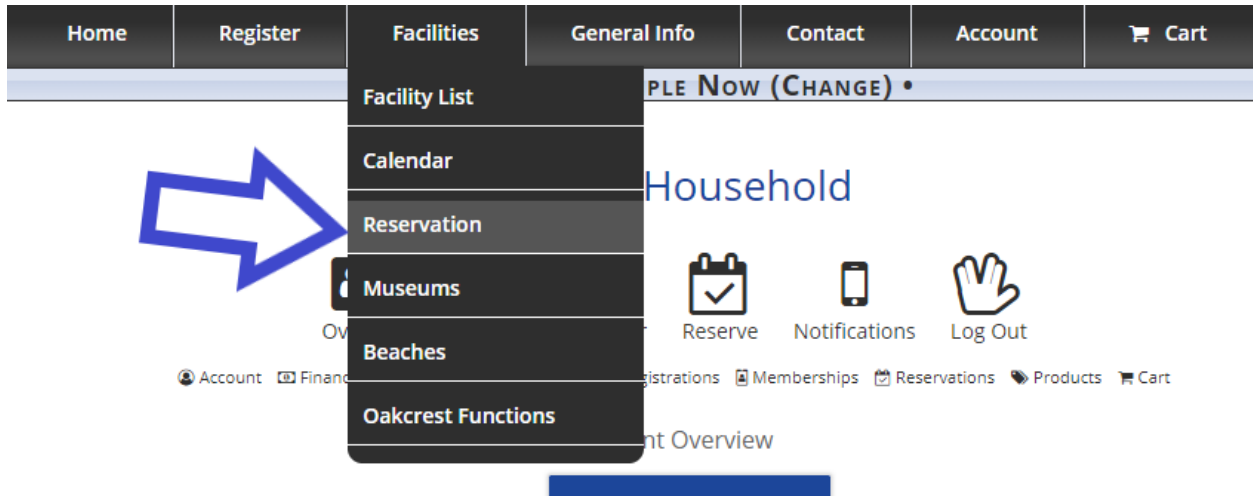 Home Register Facilities General Info Contact Account Cart
Facility List
PLE NOW (CHANGE) •
Calendar
Household
Reservation
Museums
Reserve Notifications Log Out
Beaches
Account Reservations Memberships Products Cart
Oakcrest Functions
nt Overview